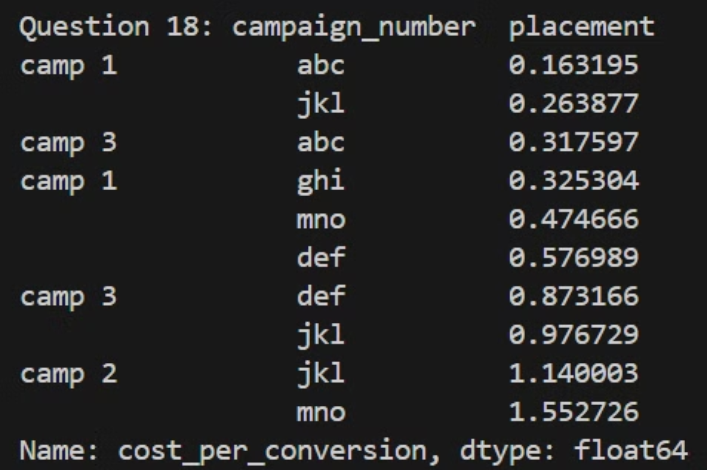 Question 18: campaign_number  placement
camp 1           abc          0.163195
                 jkl          0.263877
camp 3           abc          0.317597
camp 1           ghi          0.325304
                 mno          0.474666
                 def          0.576989
camp 3           def          0.873166
                 jkl          0.976729
camp 2           jkl          1.140003
                 mno          1.552726
Name: cost_per_conversion, dtype: float64